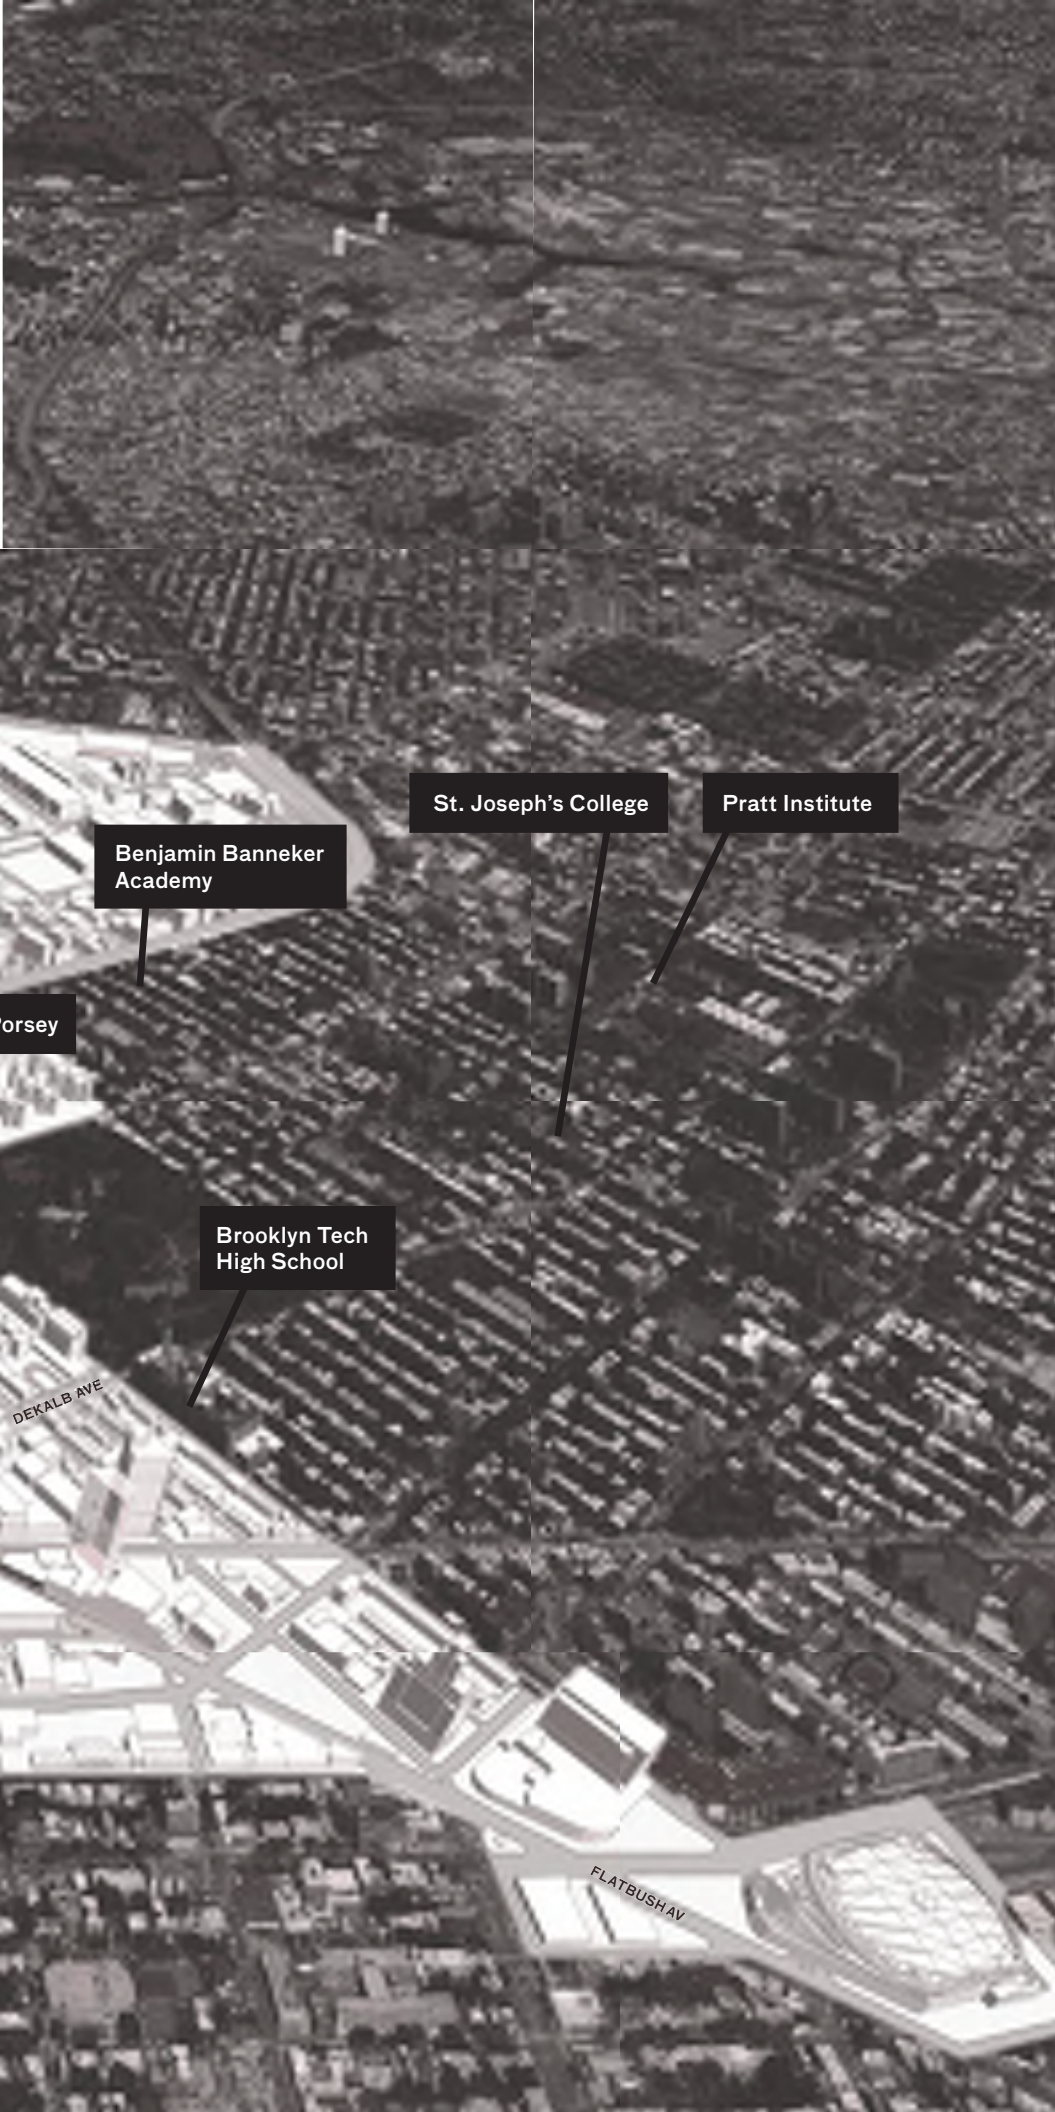 St. Joseph’s College
Pratt Institute
Benjamin Banneker
Academy
orsey
Brooklyn Tech
High School
DEKALB AVE
FLATBUSH AV